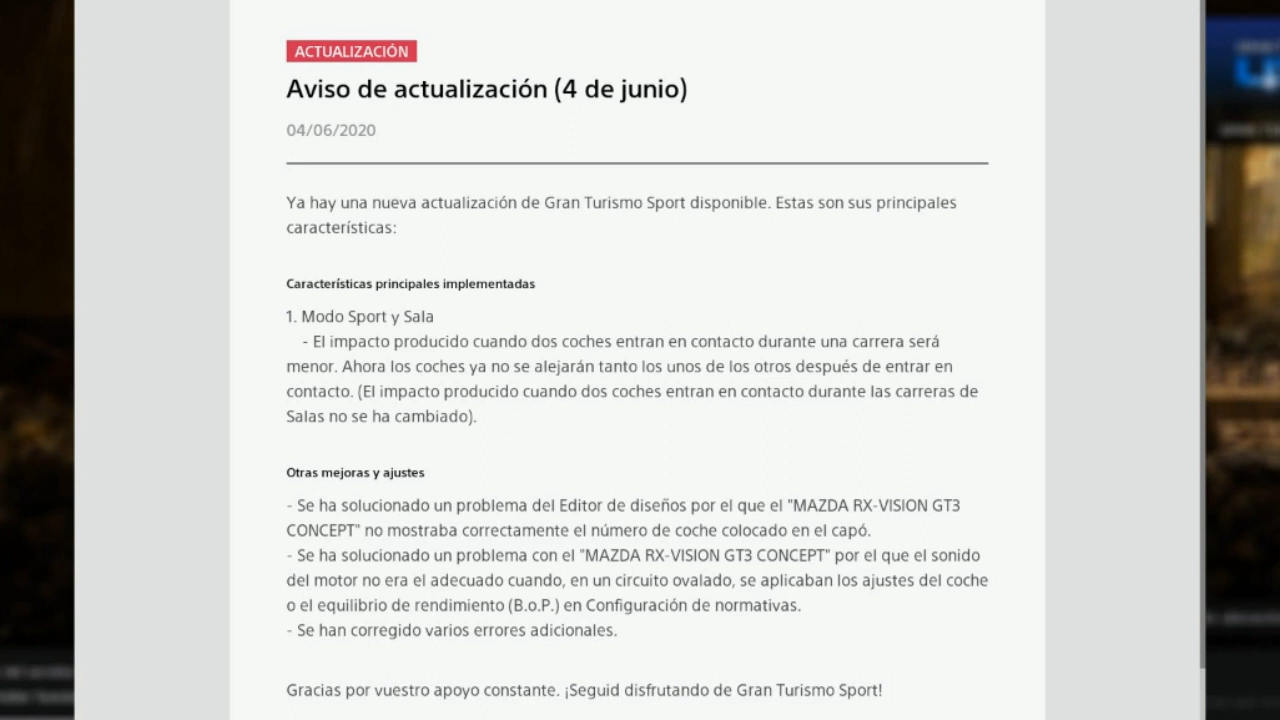 ACTUALIZACIÓN
Aviso de actualización (4 de junio)
04/06/2020
Ya hay una nueva actualización de Gran Turismo Sport disponible. Estas son sus principales
características:
Características principales implementadas
1. Modo Sport y Sala
- El impacto producido cuando dos coches entran en contacto durante una carrera será
menor. Ahora los coches ya no se alejarán tanto los unos de los otros después de entrar en
contacto. (El impacto producido cuando dos coches entran en contacto durante las carreras de
Salas no se ha cambiado).
Otras mejoras y ajustes
- Se ha solucionado un problema del Editor de diseños por el que el "MAZDA RX-VISION GT3
CONCEPT" no mostraba correctamente el número de coche colocado en el capó.
- Se ha solucionado un problema con el "MAZDA RX-VISION GT3 CONCEPT" por el que el sonido
del motor no era el adecuado cuando, en un circuito ovalado, se aplicaban los ajustes del coche
o el equilibrio de rendimiento (B.o.P.) en Configuración de normativas.
- Se han corregido varios errores adicionales.
Gracias por vuestro apoyo constante. ¡Seguid disfrutando de Gran Turismo Sport!